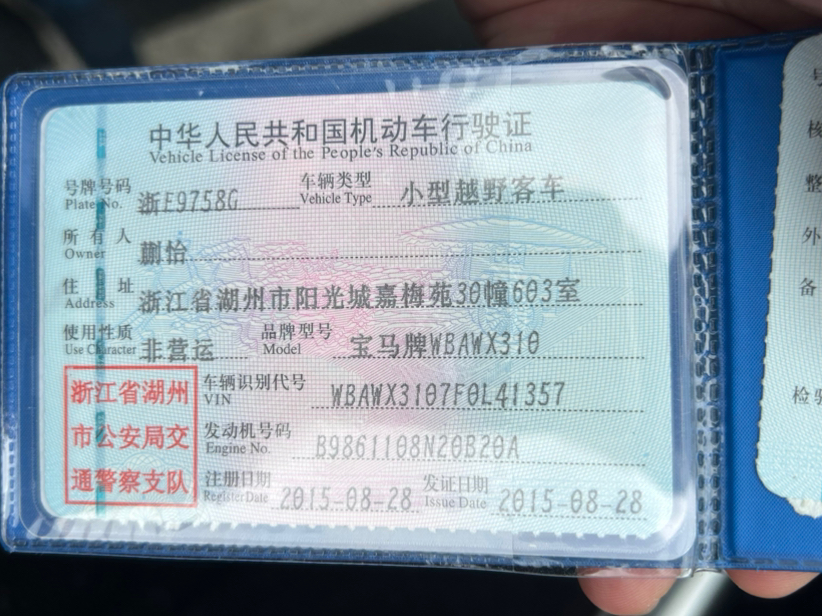 中华人民共和国机动车行驶证
Vehicle License of the People's Republic of China
号牌号码 浙E9758G 车辆类型 小型越野客车
Plate No. Vehicle Type
所有人 蒯怡
Owner
住址 浙江省湖州市阳光城嘉梅苑30幢603室
Address
使用性质 非营运 品牌型号 宝马牌WBAWX310
Use Character Model
浙江省湖州
市公安局交
通警察支队
车辆识别代号 WBAWX3107F0L41357
VIN
发动机号码 B9861108N20B20A
Engine No.
注册日期 2015-08-28 发证日期 2015-08-28
Register Date Issue Date
号
核
整
外
备
检验